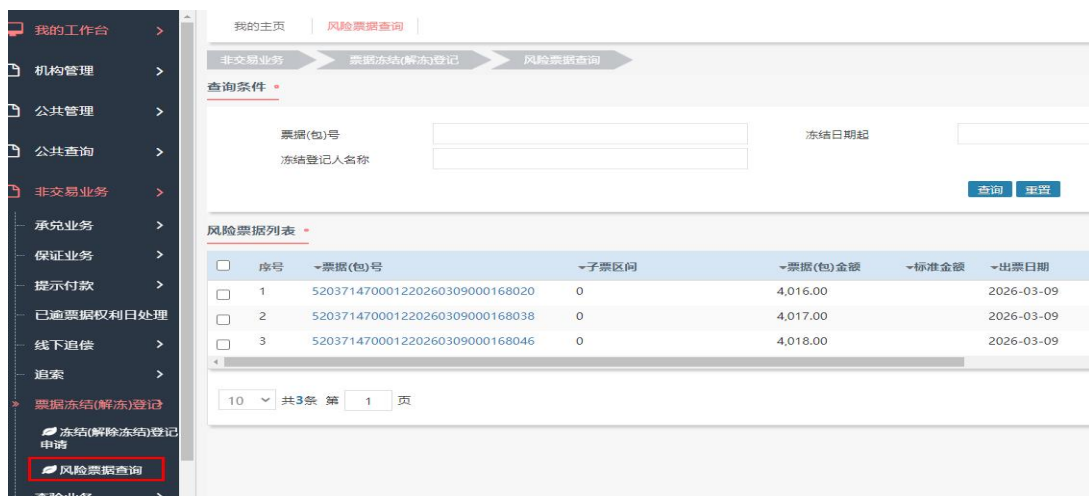 我的工作台
机构管理
公共管理
公共查询
非交易业务
承兑业务
保证业务
提示付款
已逾票据权利日处理
线下追偿
追索
票据冻结(解冻)登记
冻结(解除冻结)登记
申请
风险票据查询
我的主页 风险票据查询
非交易业务 票据冻结(解冻)登记 风险票据查询
查询条件 *
票据(包)号 冻结日期起
冻结登记人名称
查询 重置
风险票据列表 *
序号 票据(包)号 子票区间 票据(包)金额 标准金额 出票日期
1 520371470001220260309000168020 0 4,016.00 2026-03-09
2 520371470001220260309000168038 0 4,017.00 2026-03-09
3 520371470001220260309000168046 0 4,018.00 2026-03-09
10 共3条 第 1 页